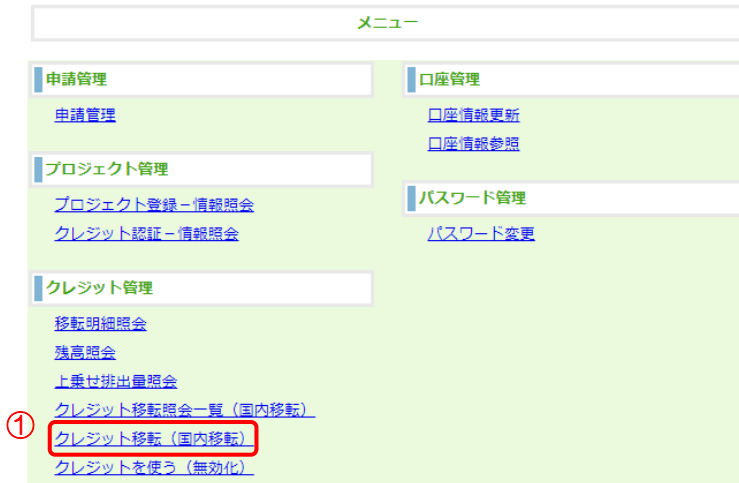 メニュー
申請管理
申請管理
プロジェクト管理
プロジェクト登録－情報照会
クレジット認証－情報照会
クレジット管理
移転明細照会
残高照会
上乗せ排出量照会
クレジット移転照会一覧（国内移転）
①
クレジット移転（国内移転）
クレジットを使う（無効化）
口座管理
口座情報更新
口座情報参照
パスワード管理
パスワード変更